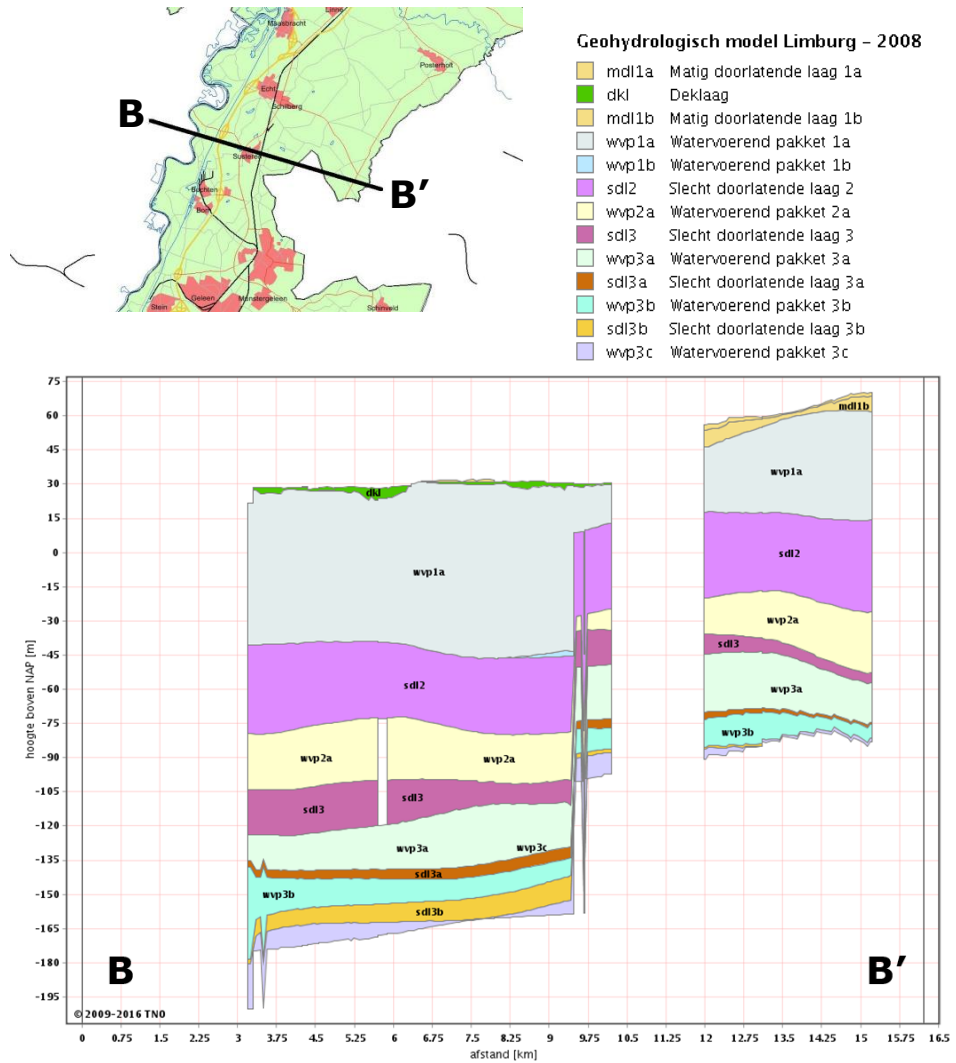 Maasbracht
Linne
Posterholt
Echt
Schilberg
B
Susteren
B’
Buchten
Born
Geleen
Stein
Munstergeleen
Schinveld
Geohydrologisch model Limburg – 2008
mdl1a Matig doorlatende laag 1a
dkl Deklaag
mdl1b Matig doorlatende laag 1b
wvp1a Watervoerend pakket 1a
wvp1b Watervoerend pakket 1b
sdl2 Slecht doorlatende laag 2
wvp2a Watervoerend pakket 2a
sdl3 Slecht doorlatende laag 3
wvp3a Watervoerend pakket 3a
sdl3a Slecht doorlatende laag 3a
wvp3b Watervoerend pakket 3b
sdl3b Slecht doorlatende laag 3b
wvp3c Watervoerend pakket 3c
hoogte boven NAP [m]
75
60
45
30
15
0
-15
-30
-45
-60
-75
-90
-105
-120
-135
-150
-165
-180
-195
dkl
wvp1a
sdl2
wvp2a
wvp2a
sdl3
sdl3
wvp3a
wvp3c
sdl3a
wvp3b
sdl3b
mdl1b
wvp1a
sdl2
wvp2a
sdl3
wvp3a
wvp3b
B
B’
© 2009-2016 TNO
0 0.75 1.5 2.25 3 3.75 4.5 5.25 6 6.75 7.5 8.25 9 9.75 10.5 11.25 12 12.75 13.5 14.25 15 15.75 16.5
afstand [km]